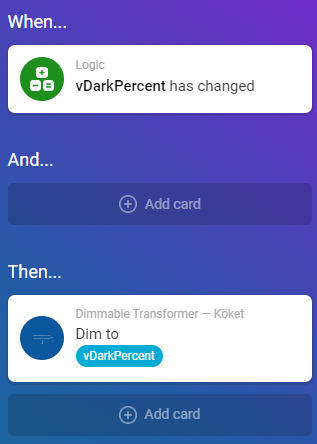 When...
Logic
vDarkPercent has changed
And...
Add card
Then...
Dimmable Transformer — Köket
Dim to
vDarkPercent
Add card